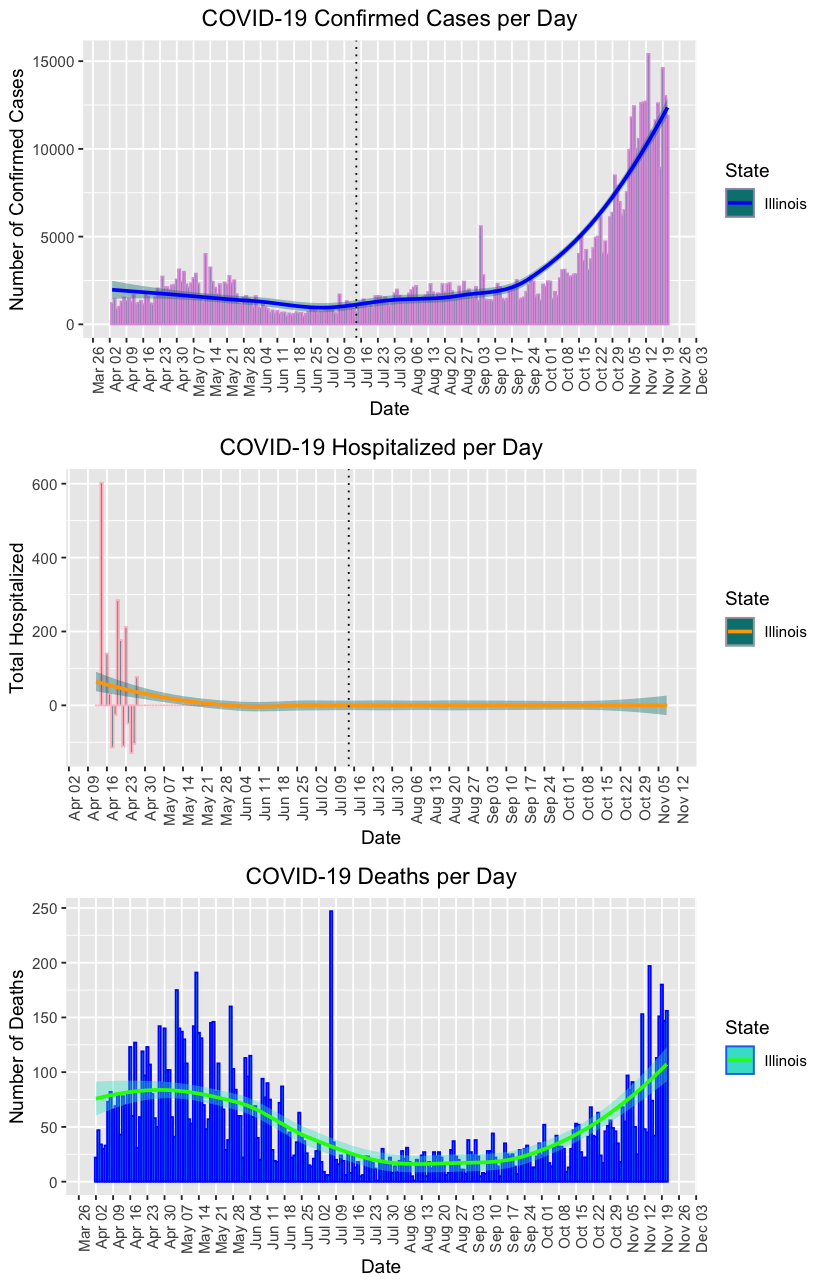 COVID-19 Confirmed Cases per Day
Number of Confirmed Cases
15000
10000
5000
0
Mar 26
Apr 02
Apr 09
Apr 16
Apr 23
Apr 30
May 07
May 14
May 21
May 28
Jun 04
Jun 11
Jun 18
Jun 25
Jul 02
Jul 09
Jul 16
Jul 23
Jul 30
Aug 06
Aug 13
Aug 20
Aug 27
Sep 03
Sep 10
Sep 17
Sep 24
Oct 01
Oct 08
Oct 15
Oct 22
Oct 29
Nov 05
Nov 12
Nov 19
Nov 26
Dec 03
Date
State
Illinois
COVID-19 Hospitalized per Day
Total Hospitalized
600
400
200
0
Apr 02
Apr 09
Apr 16
Apr 23
Apr 30
May 07
May 14
May 21
May 28
Jun 04
Jun 11
Jun 18
Jun 25
Jul 02
Jul 09
Jul 16
Jul 23
Jul 30
Aug 06
Aug 13
Aug 20
Aug 27
Sep 03
Sep 10
Sep 17
Sep 24
Oct 01
Oct 08
Oct 15
Oct 22
Oct 29
Nov 05
Nov 12
Date
State
Illinois
COVID-19 Deaths per Day
Number of Deaths
250
200
150
100
50
0
Mar 26
Apr 02
Apr 09
Apr 16
Apr 23
Apr 30
May 07
May 14
May 21
May 28
Jun 04
Jun 11
Jun 18
Jun 25
Jul 02
Jul 09
Jul 16
Jul 23
Jul 30
Aug 06
Aug 13
Aug 20
Aug 27
Sep 03
Sep 10
Sep 17
Sep 24
Oct 01
Oct 08
Oct 15
Oct 22
Oct 29
Nov 05
Nov 12
Nov 19
Nov 26
Dec 03
Date
State
Illinois